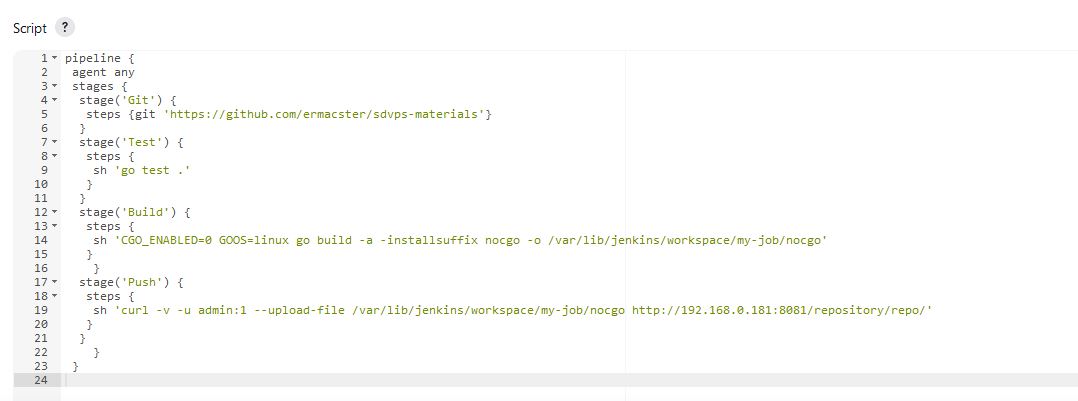 Script ?
1 pipeline {
2 agent any
3 stages {
4 stage('Git') {
5 steps {git 'https://github.com/ermacster/sdvps-materials'}
6 }
7 stage('Test') {
8 steps {
9 sh 'go test .'
10 }
11 }
12 stage('Build') {
13 steps {
14 sh 'CGO_ENABLED=0 GOOS=linux go build -a -installsuffix nocgo -o /var/lib/jenkins/workspace/my-job/nocgo'
15 }
16 }
17 stage('Push') {
18 steps {
19 sh 'curl -v -u admin:1 --upload-file /var/lib/jenkins/workspace/my-job/nocgo http://192.168.0.181:8081/repository/repo/'
20 }
21 }
22 }
23 }
24